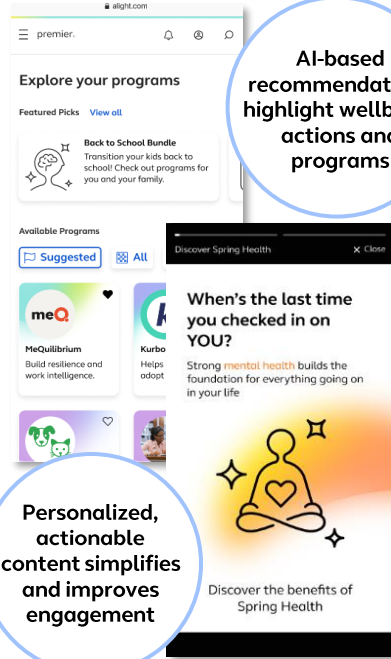 alight.com
premier.
Explore your programs
Featured Picks View all
Back to School Bundle
Transition your kids back to
school! Check out programs for
you and your family.
Available Programs
Suggested All
meQ
MeQuilibrium
Build resilience and
work intelligence.
Kurbo
Helps
adopt
AI-based
recommendat
highlight wellb
actions and
programs
Discover Spring Health × Close
When's the last time
you checked in on
YOU?
Strong mental health builds the
foundation for everything going on
in your life
Discover the benefits of
Spring Health
Personalized,
actionable
content simplifies
and improves
engagement